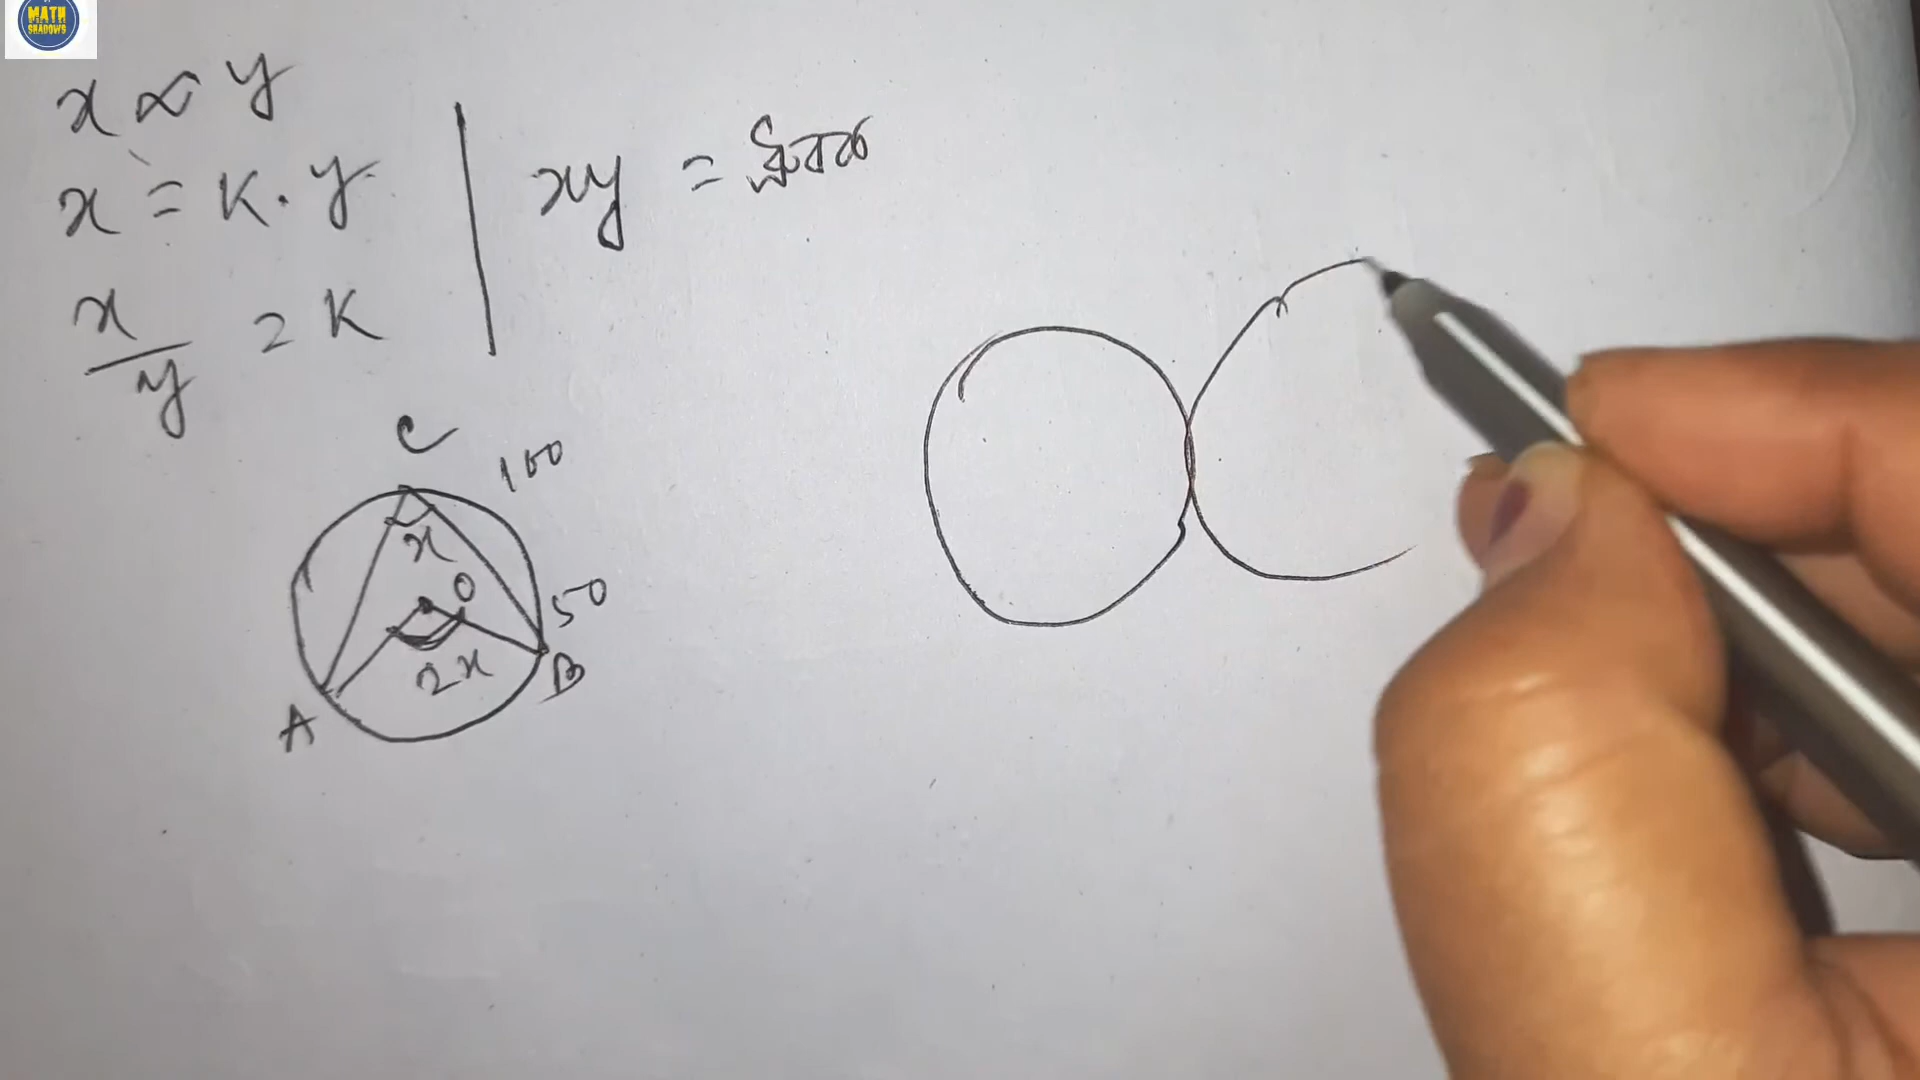 MATH
SHADOWS
x ∝ y
x = K. y
x/y = K
xy = ধ্রুবক
C
100
x
O
50
2x
B
A